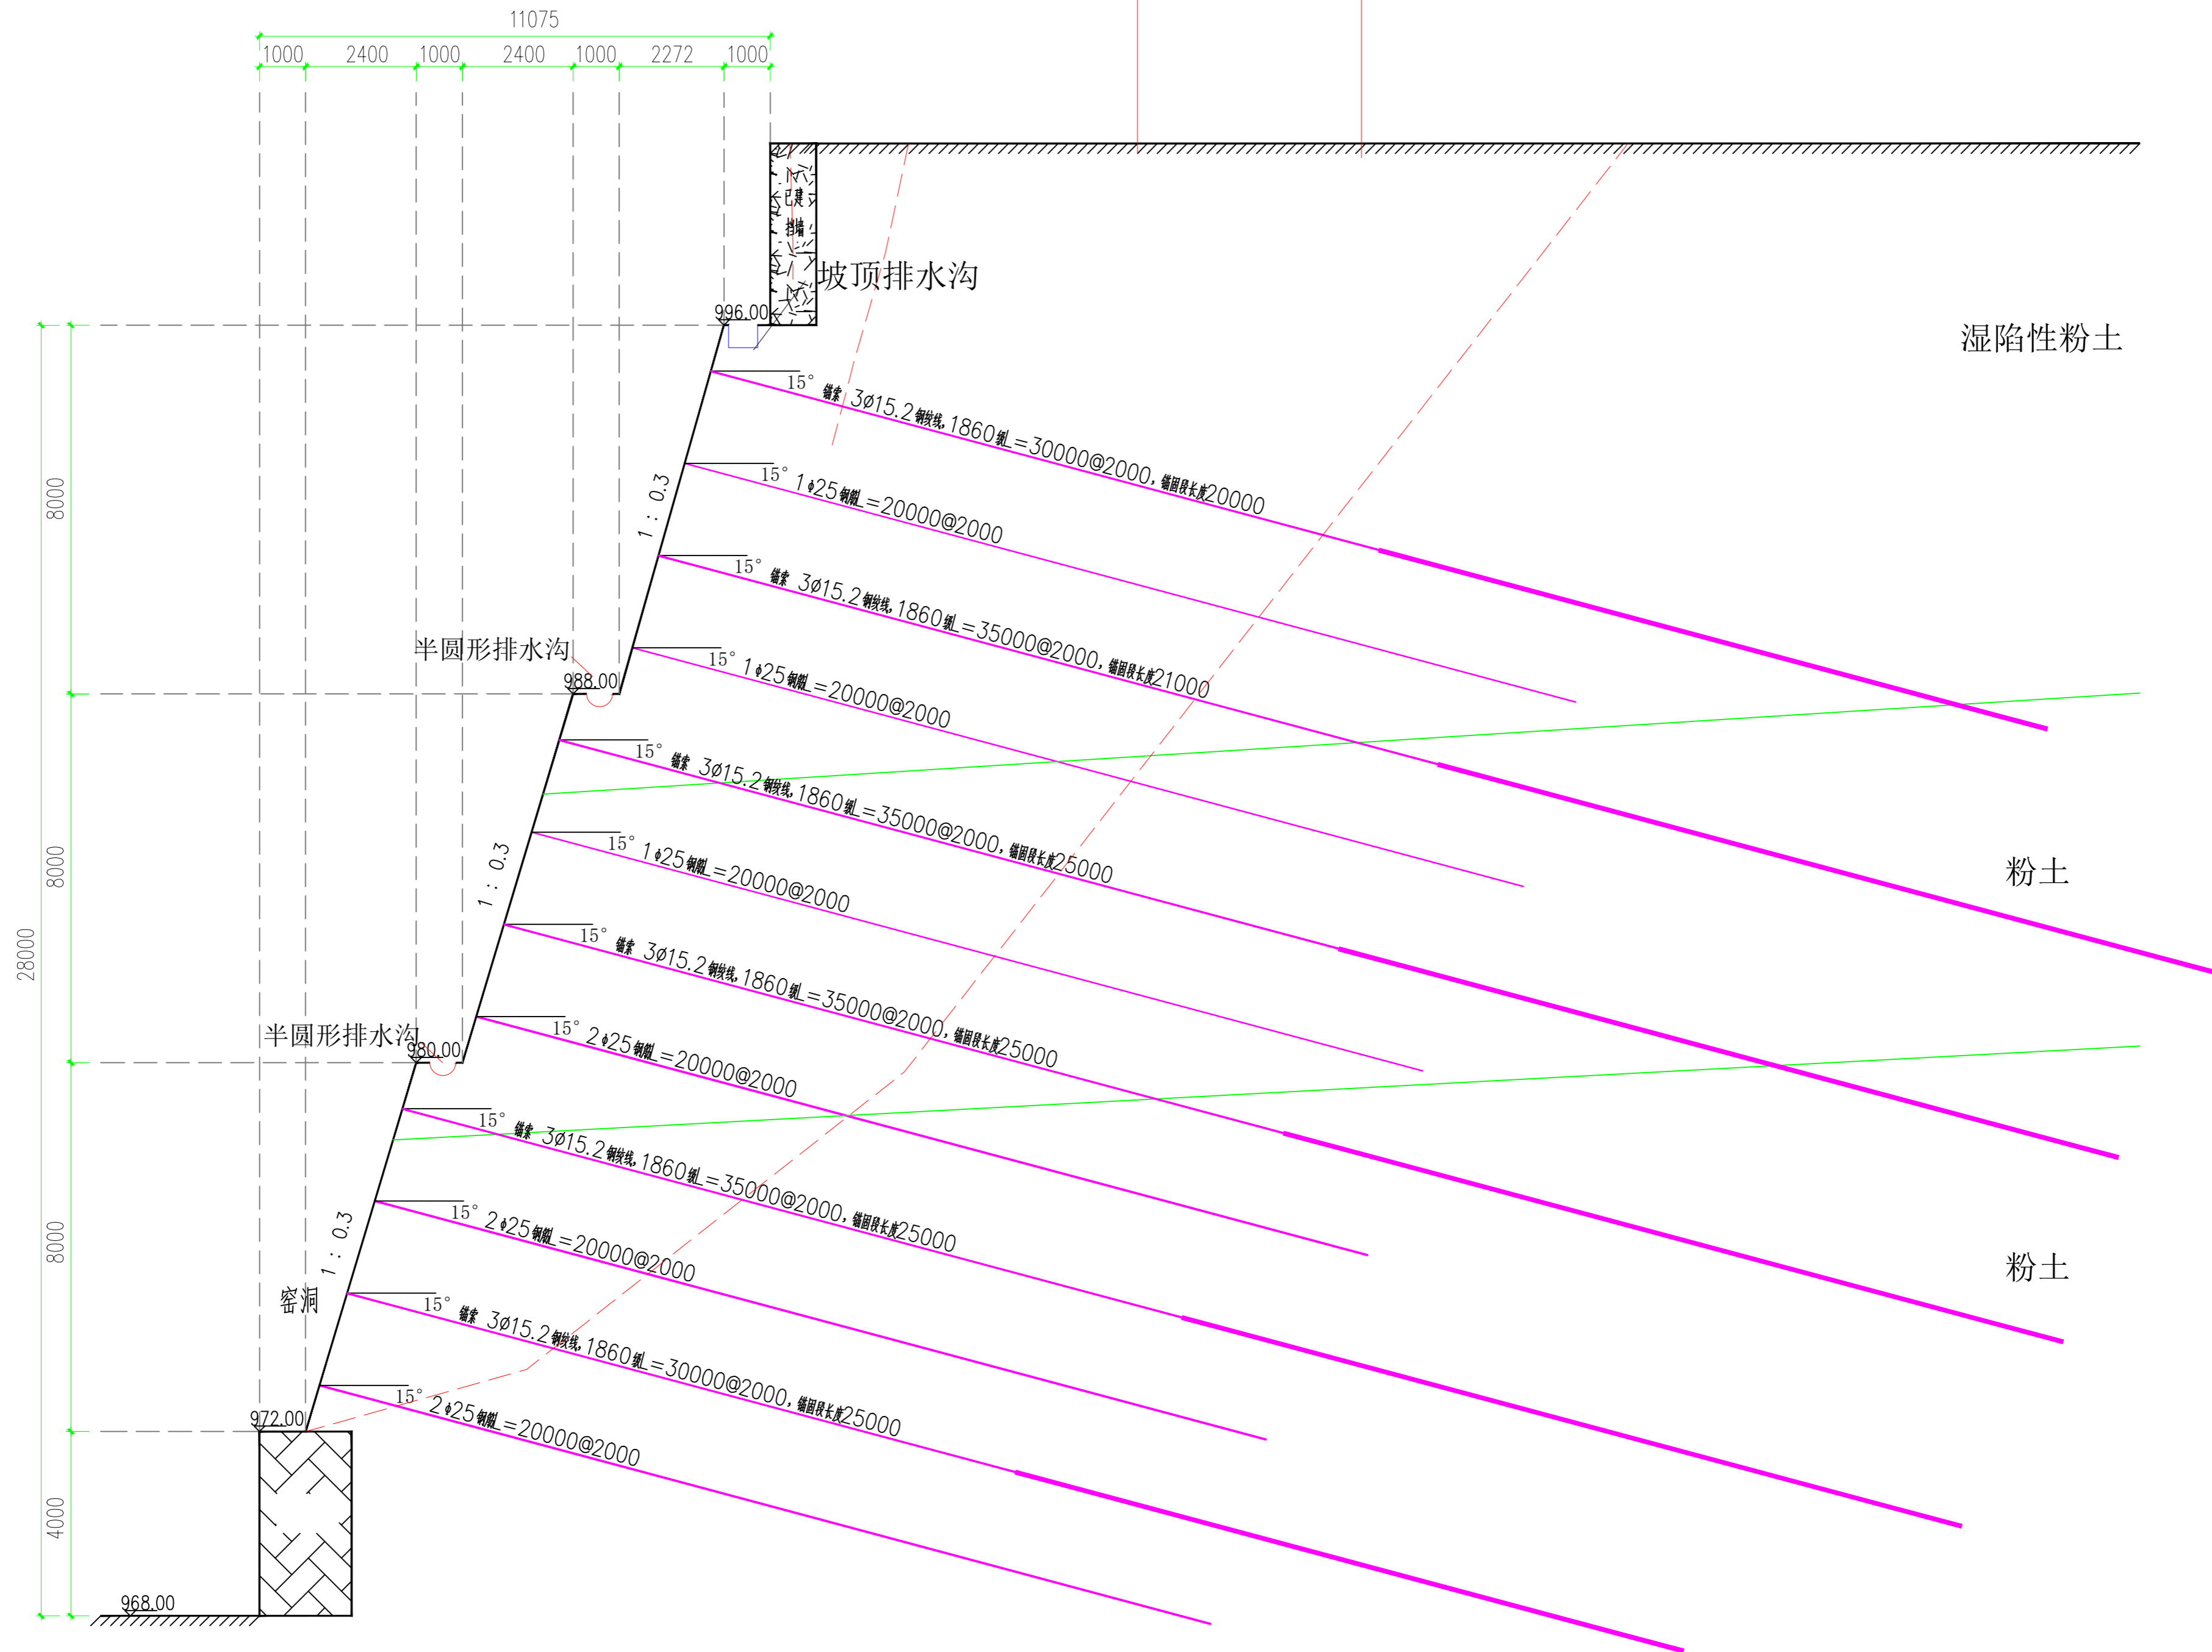 11075
1000 2400 1000 2400 1000 2272 1000
已建
挡墙
坡顶排水沟
996.00
湿陷性粉土
15° 锚索 3ø15.2钢绞线,1860级L=30000@2000,锚固段长度20000
8000
1:0.3
15° 1ϕ25钢筋L=20000@2000
15° 锚索 3ø15.2钢绞线,1860级L=35000@2000,锚固段长度21000
半圆形排水沟
15° 1ϕ25钢筋L=20000@2000
988.00
15° 锚索 3ø15.2钢绞线,1860级L=35000@2000,锚固段长度25000
粉土
8000
1:0.3
15° 1ϕ25钢筋L=20000@2000
28000
15° 锚索 3ø15.2钢绞线,1860级L=35000@2000,锚固段长度25000
半圆形排水沟
15° 2ϕ25钢筋L=20000@2000
980.00
15° 锚索 3ø15.2钢绞线,1860级L=35000@2000,锚固段长度25000
8000
1:0.3
15° 2ϕ25钢筋L=20000@2000
粉土
窑洞
15° 锚索 3ø15.2钢绞线,1860级L=30000@2000,锚固段长度25000
15° 2ϕ25钢筋L=20000@2000
972.00
4000
968.00